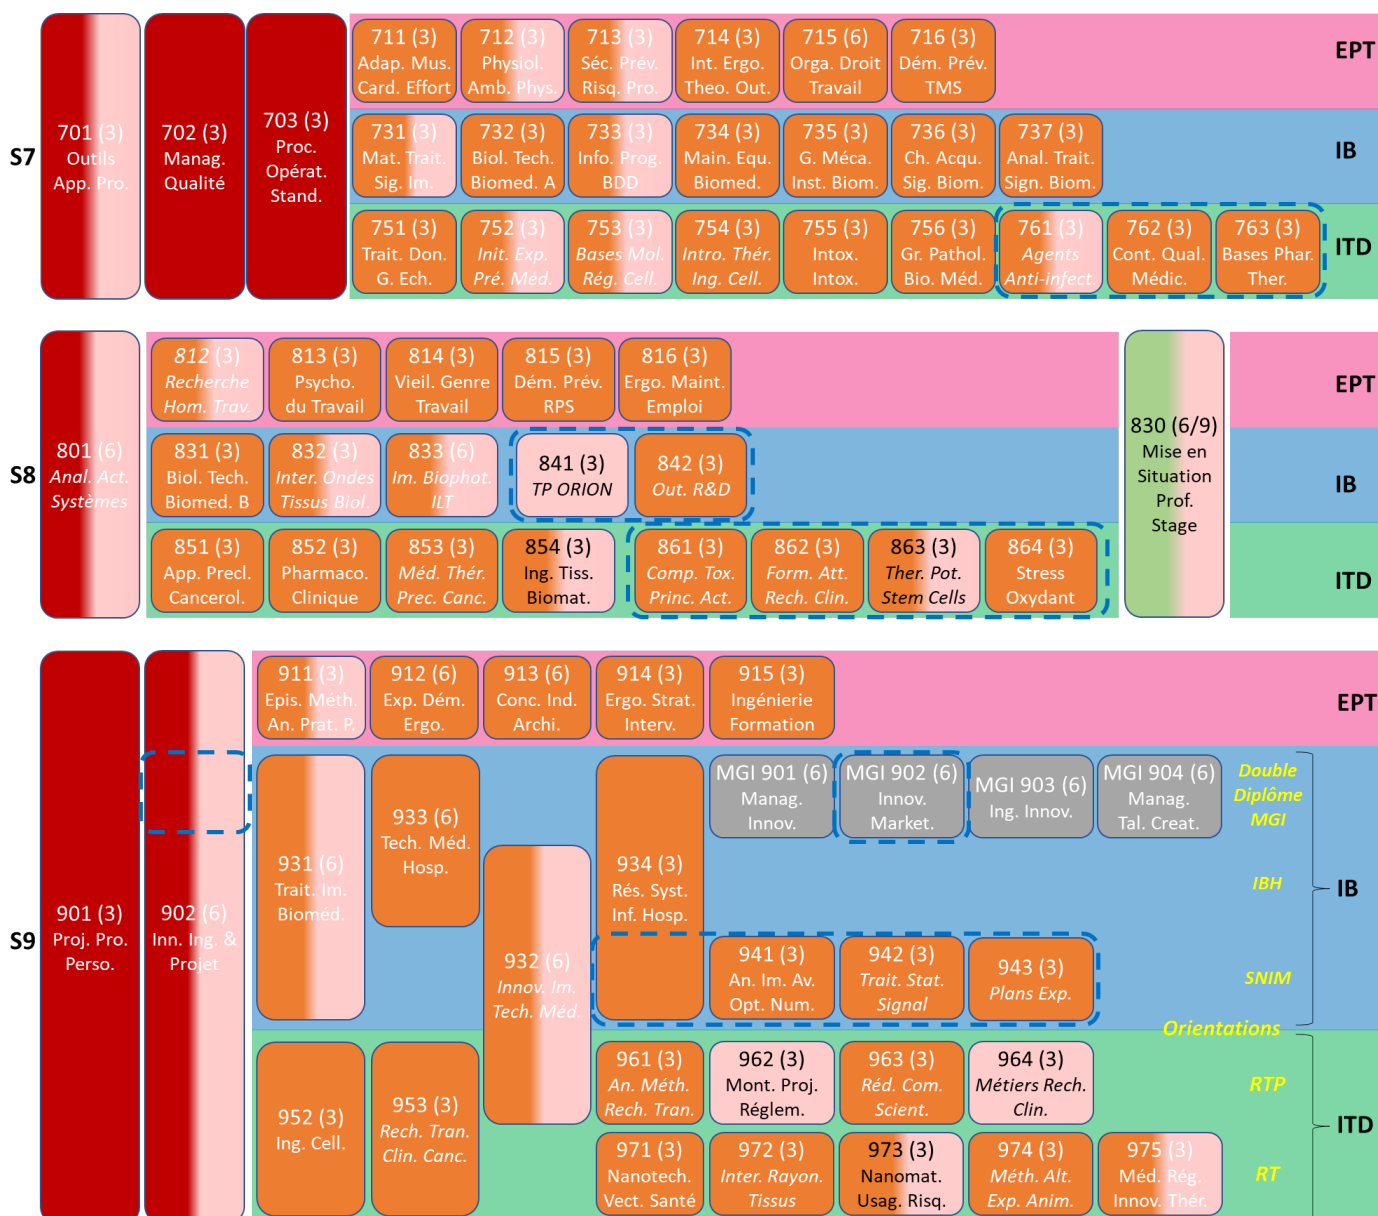 S7
701 (3)
Outils
App. Pro.
702 (3)
Manag.
Qualité
703 (3)
Proc.
Opérat.
Stand.
711 (3)
Adap. Mus.
Card. Effort
712 (3)
Physiol.
Amb. Phys.
713 (3)
Séc. Prév.
Risq. Pro.
714 (3)
Int. Ergo.
Theo. Out.
715 (6)
Orga. Droit
Travail
716 (3)
Dém. Prév.
TMS
EPT
731 (3)
Mat. Trait.
Sig. Im.
732 (3)
Biol. Tech.
Biomed. A
733 (3)
Info. Prog.
BDD
734 (3)
Main. Equ.
Biomed.
735 (3)
G. Méca.
Inst. Biom.
736 (3)
Ch. Acqu.
Sig. Biom.
737 (3)
Anal. Trait.
Sign. Biom.
IB
751 (3)
Trait. Don.
G. Ech.
752 (3)
Init. Exp.
Pré. Méd.
753 (3)
Bases Mol.
Rég. Cell.
754 (3)
Intro. Thér.
Ing. Cell.
755 (3)
Intox.
Intox.
756 (3)
Gr. Pathol.
Bio. Méd.
761 (3)
Agents
Anti-infect.
762 (3)
Cont. Qual.
Médic.
763 (3)
Bases Phar.
Ther.
ITD
S8
801 (6)
Anal. Act.
Systèmes
812 (3)
Recherche
Hom. Trav.
813 (3)
Psycho.
du Travail
814 (3)
Vieil. Genre
Travail
815 (3)
Dém. Prév.
RPS
816 (3)
Ergo. Maint.
Emploi
EPT
831 (3)
Biol. Tech.
Biomed. B
832 (3)
Inter. Ondes
Tissus Biol.
833 (6)
Im. Biophot.
ILT
841 (3)
TP ORION
842 (3)
Out. R&D
830 (6/9)
Mise en
Situation
Prof.
Stage
IB
851 (3)
App. Precl.
Cancerol.
852 (3)
Pharmaco.
Clinique
853 (3)
Méd. Thér.
Prec. Canc.
854 (3)
Ing. Tiss.
Biomat.
861 (3)
Comp. Tox.
Princ. Act.
862 (3)
Form. Att.
Rech. Clin.
863 (3)
Ther. Pot.
Stem Cells
864 (3)
Stress
Oxydant
ITD
S9
901 (3)
Proj. Pro.
Perso.
902 (6)
Inn. Ing. &
Projet
911 (3)
Epis. Méth.
An. Prat. P.
912 (6)
Exp. Dém.
Ergo.
913 (6)
Conc. Ind.
Archi.
914 (3)
Ergo. Strat.
Interv.
915 (3)
Ingénierie
Formation
EPT
931 (6)
Trait. Im.
Bioméd.
933 (6)
Tech. Méd.
Hosp.
932 (6)
Innov. Im.
Tech. Méd.
934 (3)
Rés. Syst.
Inf. Hosp.
MGI 901 (6)
Manag.
Innov.
MGI 902 (6)
Innov.
Market.
MGI 903 (6)
Ing. Innov.
MGI 904 (6)
Manag.
Tal. Creat.
Double
Diplôme
MGI
IBH
IB
941 (3)
An. Im. Av.
Opt. Num.
942 (3)
Trait. Stat.
Signal
943 (3)
Plans Exp.
SNIM
Orientations
952 (3)
Ing. Cell.
953 (3)
Rech. Tran.
Clin. Canc.
961 (3)
An. Méth.
Rech. Tran.
962 (3)
Mont. Proj.
Réglem.
963 (3)
Réd. Com.
Scient.
964 (3)
Métiers Rech.
Clin.
RTP
ITD
971 (3)
Nanotech.
Vect. Santé
972 (3)
Inter. Rayon.
Tissus
973 (3)
Nanomat.
Usag. Risq.
974 (3)
Méth. Alt.
Exp. Anim.
975 (3)
Méd. Rég.
Innov. Thér.
RT